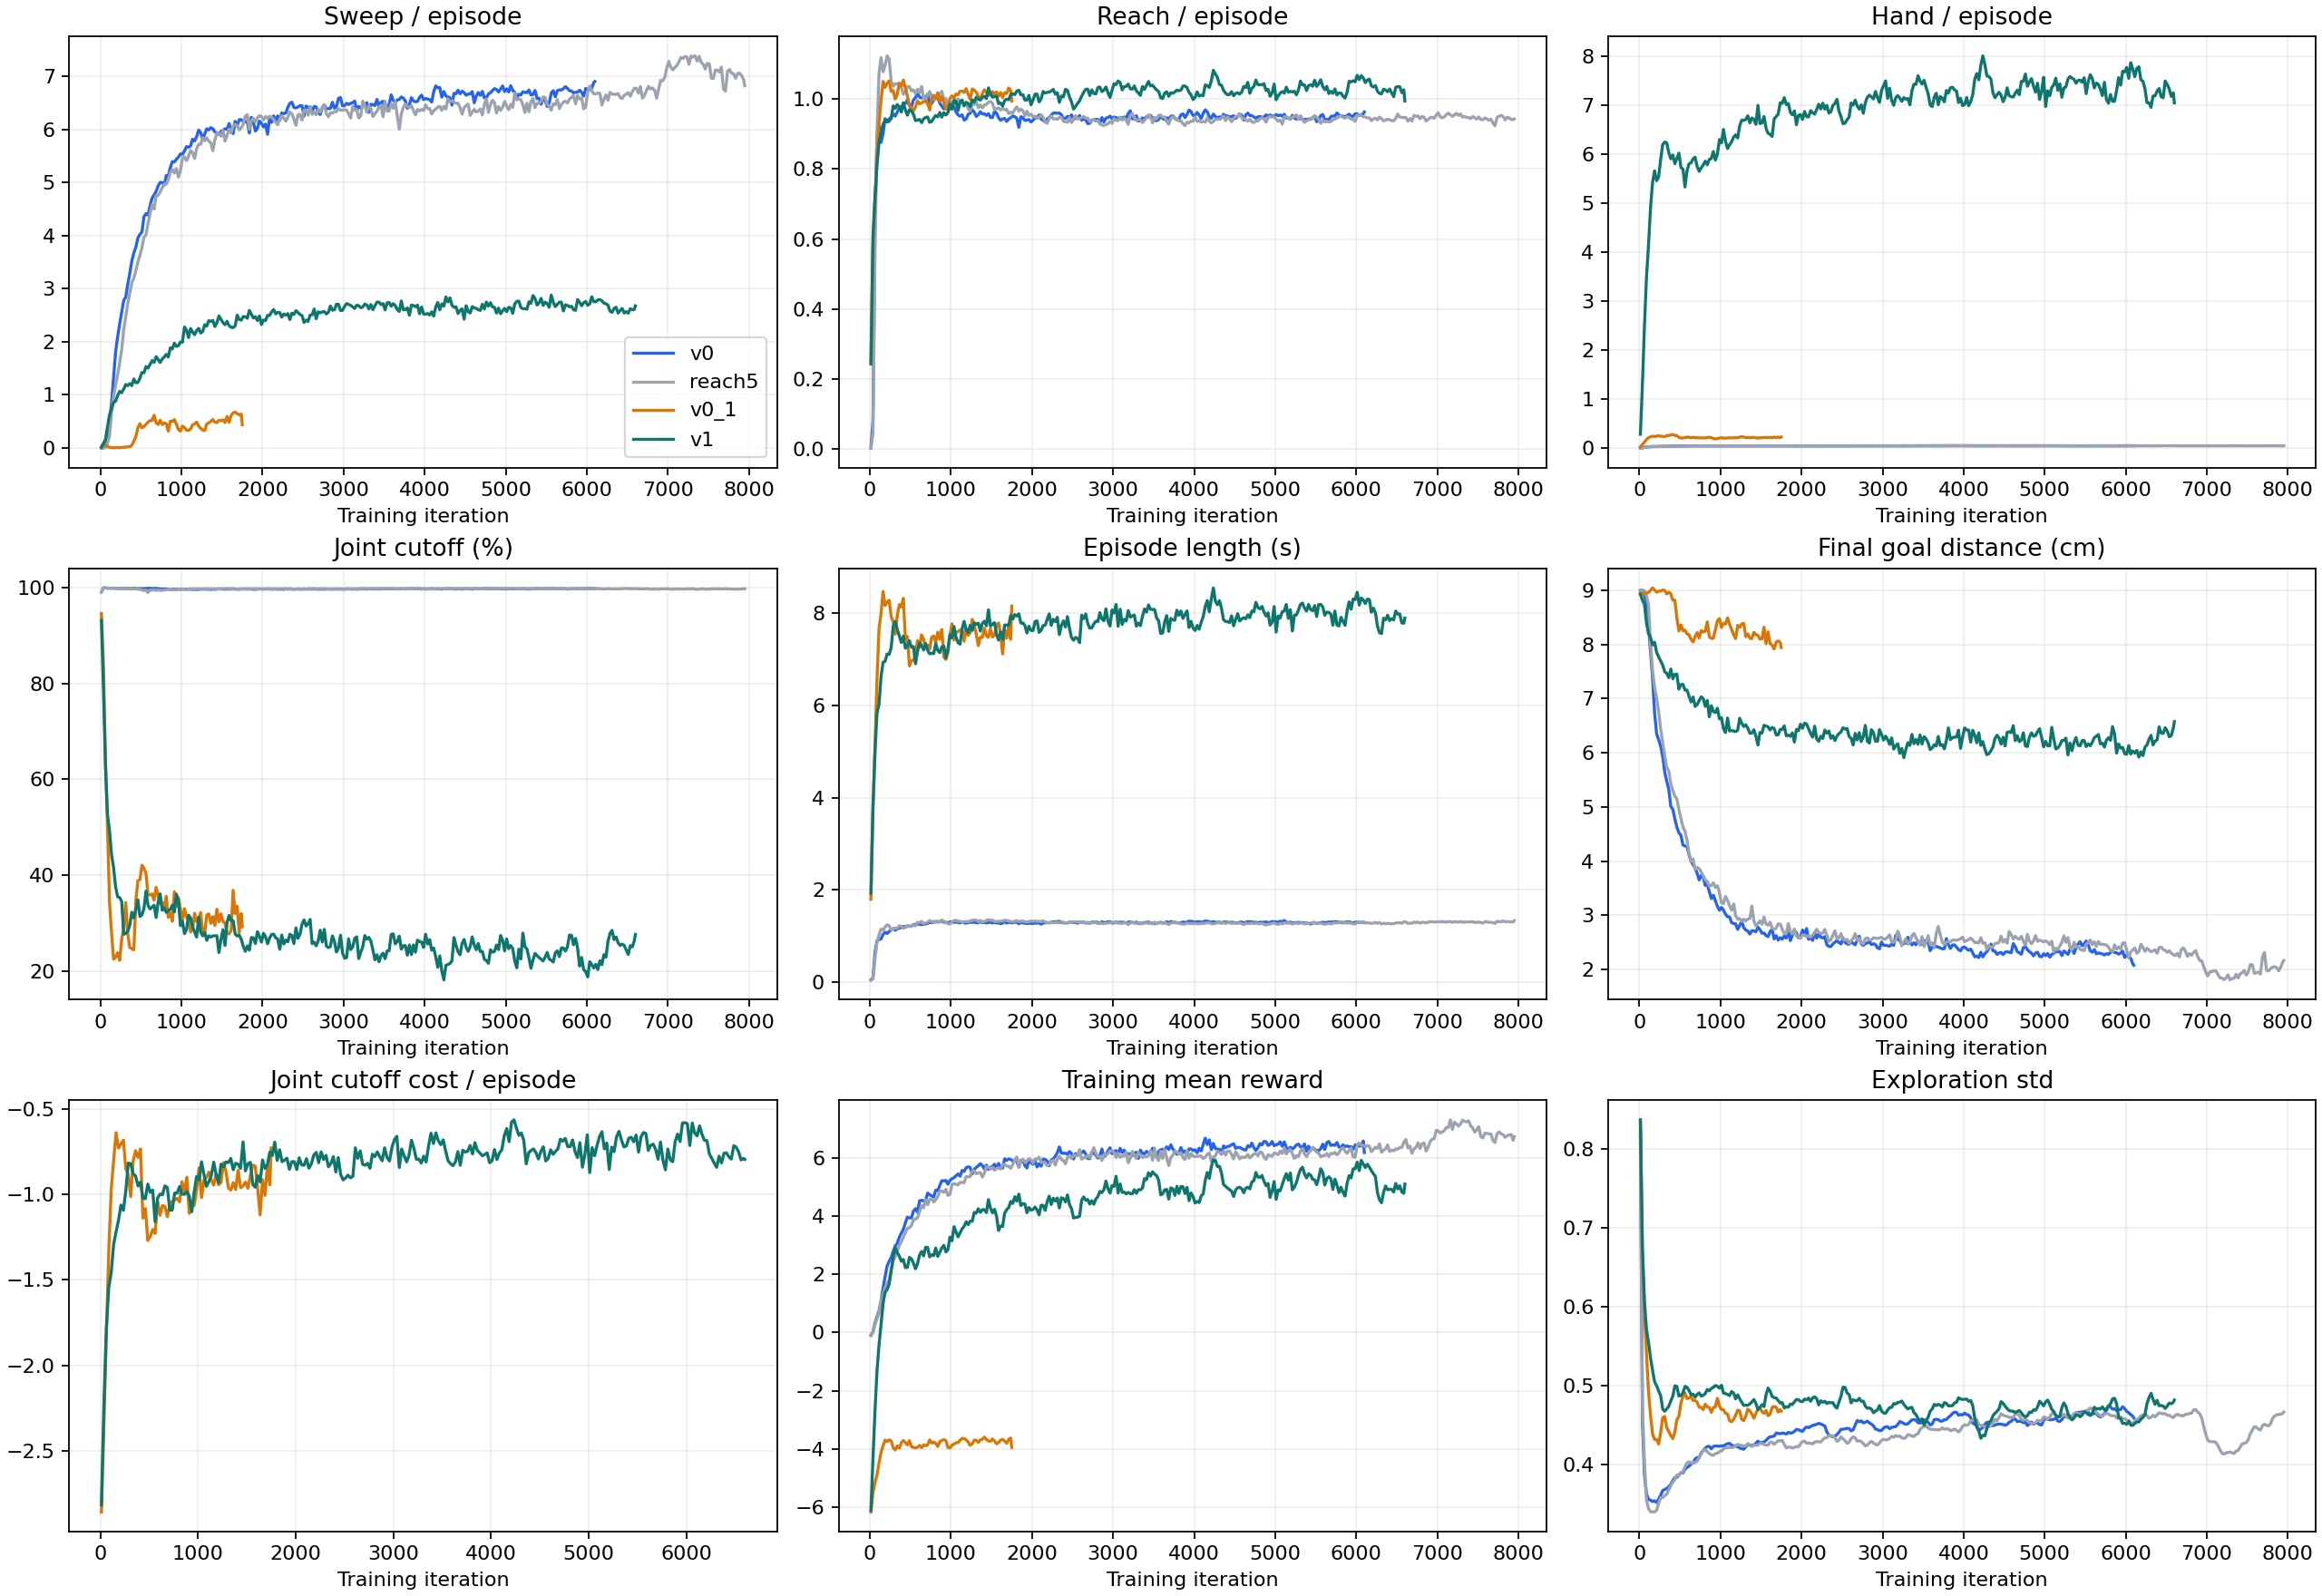 Sweep / episode
7
6
5
4
3
2
1
0
v0
reach5
v0_1
v1
0 1000 2000 3000 4000 5000 6000 7000 8000
Training iteration
Reach / episode
1.0
0.8
0.6
0.4
0.2
0.0
0 1000 2000 3000 4000 5000 6000 7000 8000
Training iteration
Hand / episode
8
7
6
5
4
3
2
1
0
0 1000 2000 3000 4000 5000 6000 7000 8000
Training iteration
Joint cutoff (%)
100
80
60
40
20
0 1000 2000 3000 4000 5000 6000 7000 8000
Training iteration
Episode length (s)
8
6
4
2
0
0 1000 2000 3000 4000 5000 6000 7000 8000
Training iteration
Final goal distance (cm)
9
8
7
6
5
4
3
2
0 1000 2000 3000 4000 5000 6000 7000 8000
Training iteration
Joint cutoff cost / episode
−0.5
−1.0
−1.5
−2.0
−2.5
0 1000 2000 3000 4000 5000 6000
Training iteration
Training mean reward
6
4
2
0
−2
−4
−6
0 1000 2000 3000 4000 5000 6000 7000 8000
Training iteration
Exploration std
0.8
0.7
0.6
0.5
0.4
0 1000 2000 3000 4000 5000 6000 7000 8000
Training iteration